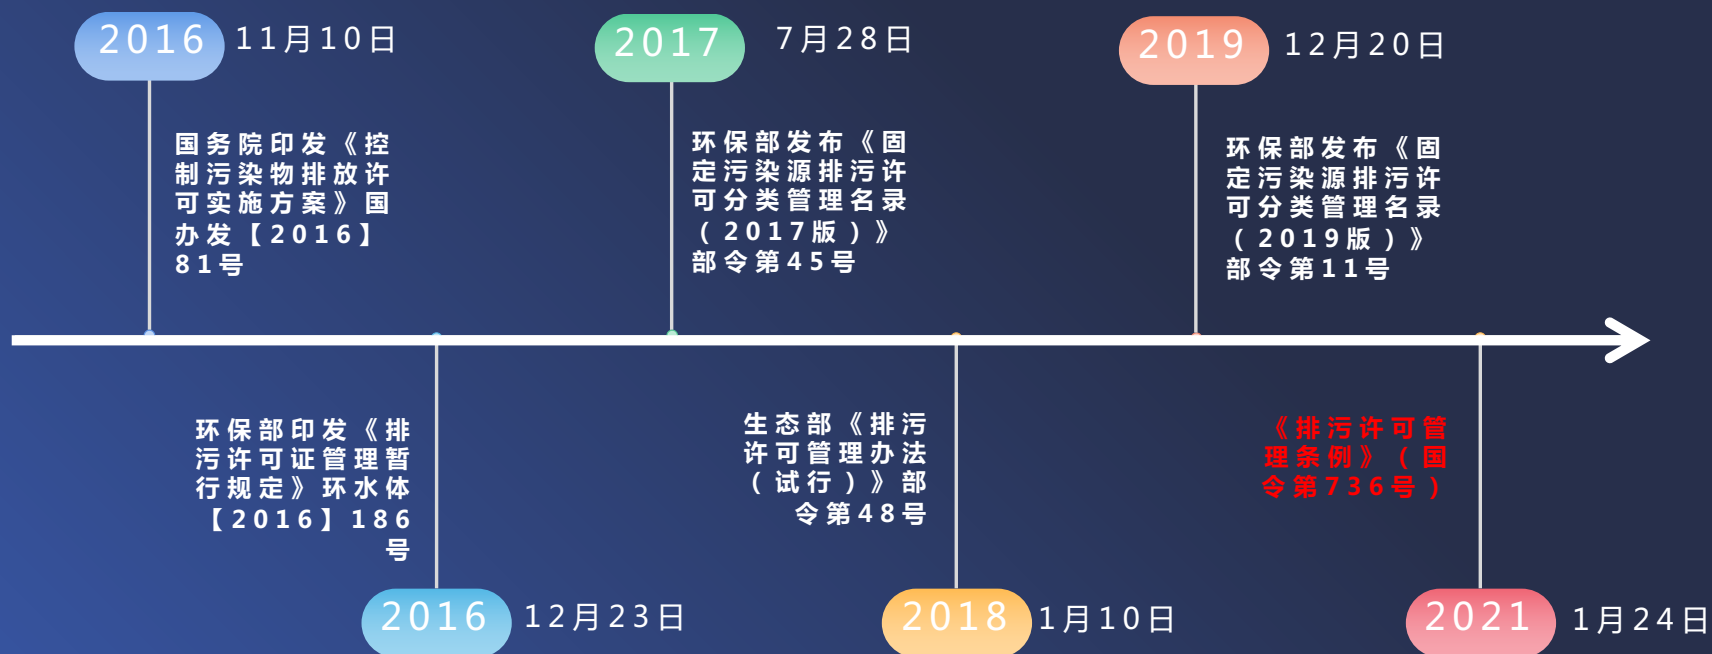 2016 11月10日
国务院印发《控
制污染物排放许
可实施方案》国
办发【2016】
81号
2017 7月28日
环保部发布《固
定污染源排污许
可分类管理名录
（2017版）》
部令第45号
2019 12月20日
环保部发布《固
定污染源排污许
可分类管理名录
（2019版）》
部令第11号
环保部印发《排
污许可证管理暂
行规定》环水体
【2016】186
号
2016 12月23日
生态部《排污
许可管理办法
（试行）》部
令第48号
2018 1月10日
《排污许可管
理条例》（国
令第736号）
2021 1月24日